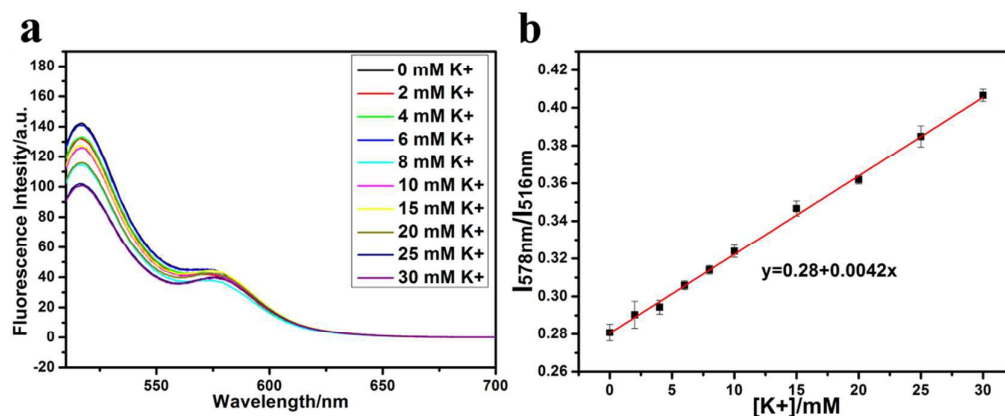 a
Fluorescence Intesity/a.u.
180
160
140
120
100
80
60
40
20
0
-20
550
600
650
700
Wavelength/nm
0 mM K+
2 mM K+
4 mM K+
6 mM K+
8 mM K+
10 mM K+
15 mM K+
20 mM K+
25 mM K+
30 mM K+
b
I578nm/I516nm
0.42
0.40
0.38
0.36
0.34
0.32
0.30
0.28
0.26
y=0.28+0.0042x
0
5
10
15
20
25
30
[K+]/mM